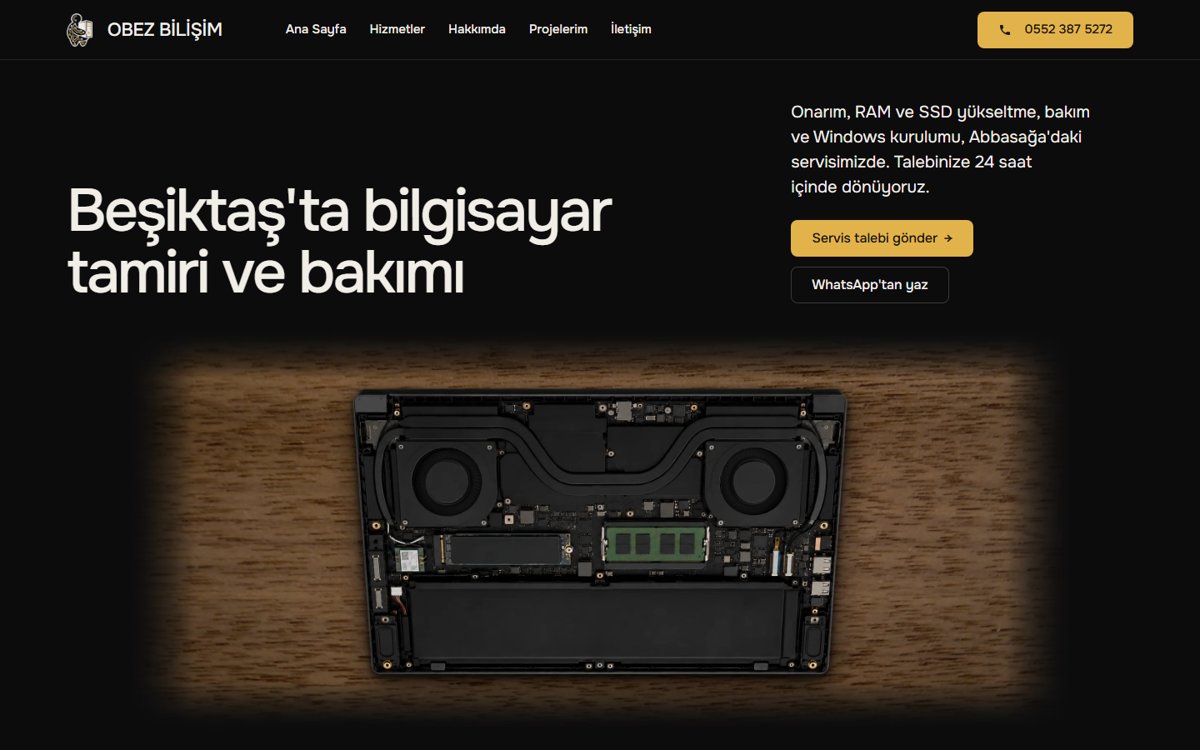 OBEZ BİLİŞİM
Ana Sayfa
Hizmetler
Hakkımda
Projelerim
İletişim
0552 387 5272
Beşiktaş'ta bilgisayar
tamiri ve bakımı
Onarım, RAM ve SSD yükseltme, bakım
ve Windows kurulumu, Abbasağa'daki
servisimizde. Talebinize 24 saat
içinde dönüyoruz.
Servis talebi gönder →
WhatsApp'tan yaz